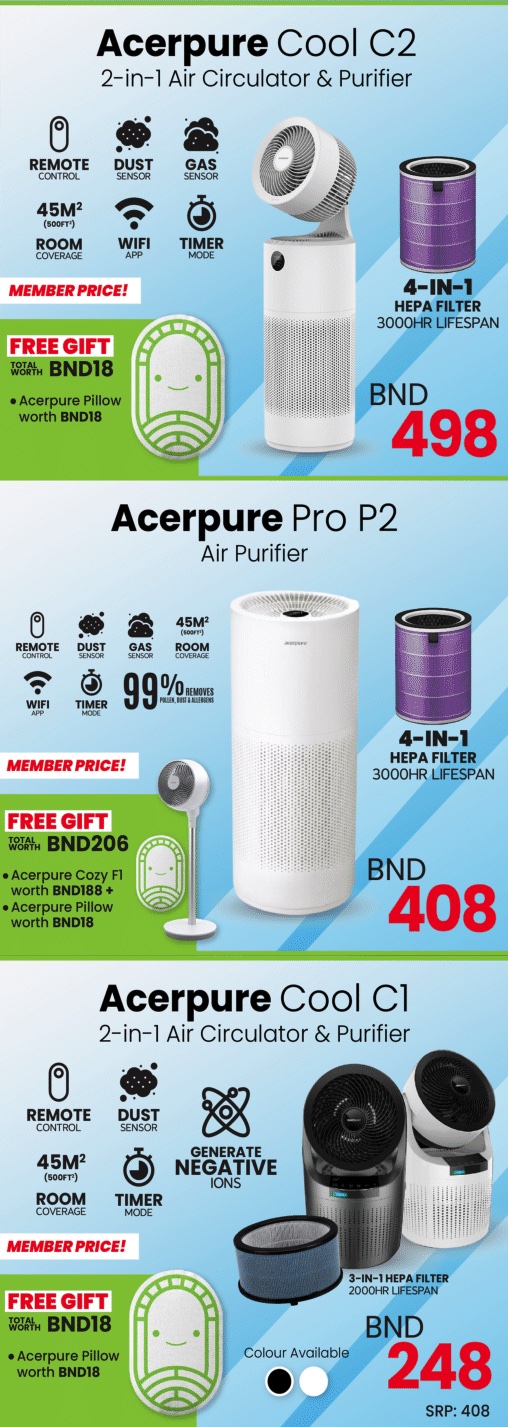 Acerpure Cool C2
2-in-1 Air Circulator & Purifier
REMOTE
CONTROL
DUST
SENSOR
GAS
SENSOR
45M²
(500FT²)
ROOM
COVERAGE
WIFI
APP
TIMER
MODE
MEMBER PRICE!
4-IN-1
HEPA FILTER
3000HR LIFESPAN
FREE GIFT
TOTAL WORTH BND18
• Acerpure Pillow
worth BND18
BND
498
Acerpure Pro P2
Air Purifier
REMOTE
CONTROL
DUST
SENSOR
GAS
SENSOR
45M²
(500FT²)
ROOM
COVERAGE
WIFI
APP
TIMER
MODE
99% REMOVES
POLLEN, DUST & ALLERGENS
acerpure
4-IN-1
HEPA FILTER
3000HR LIFESPAN
MEMBER PRICE!
FREE GIFT
TOTAL WORTH BND206
• Acerpure Cozy F1
worth BND188 +
• Acerpure Pillow
worth BND18
BND
408
Acerpure Cool C1
2-in-1 Air Circulator & Purifier
REMOTE
CONTROL
DUST
SENSOR
GENERATE
NEGATIVE
IONS
45M²
(500FT²)
ROOM
COVERAGE
TIMER
MODE
MEMBER PRICE!
3-IN-1 HEPA FILTER
2000HR LIFESPAN
FREE GIFT
TOTAL WORTH BND18
• Acerpure Pillow
worth BND18
Colour Available
BND
248
SRP: 408